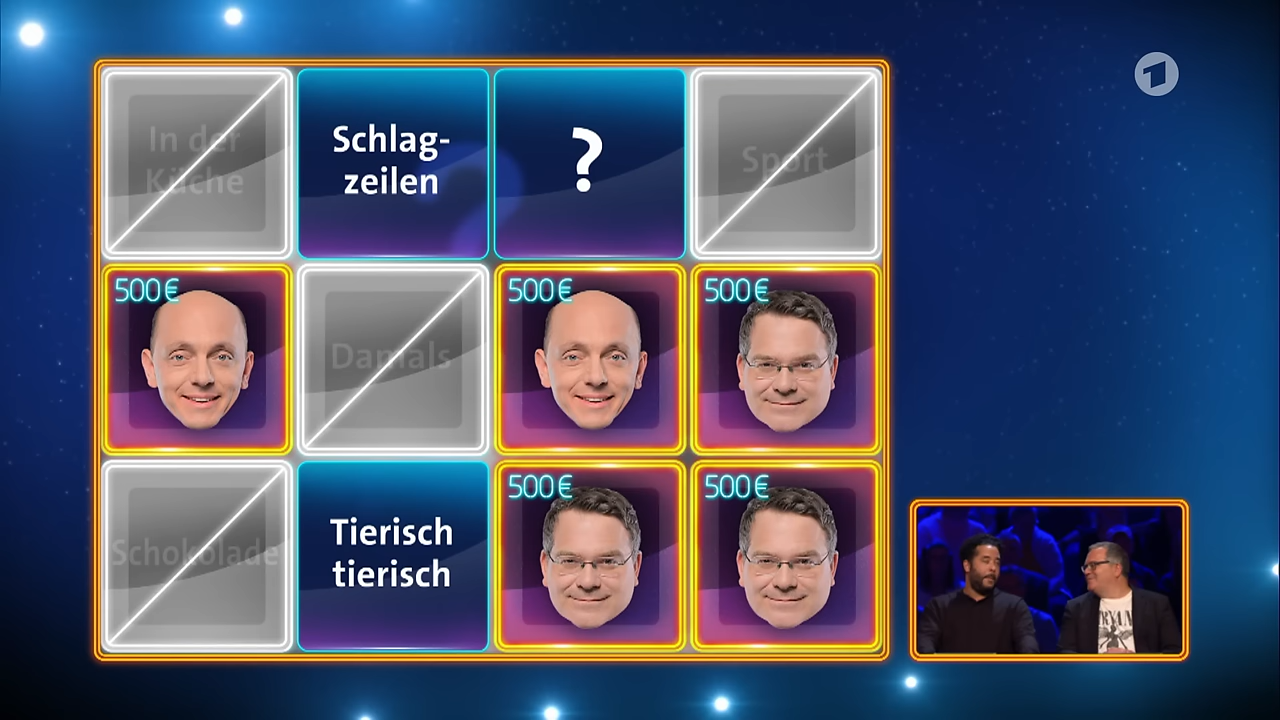 In der
Küche
Schlag-
zeilen
?
Sport
1
500€
Damals
500€
500€
Schokolade
Tierisch
tierisch
500€
500€